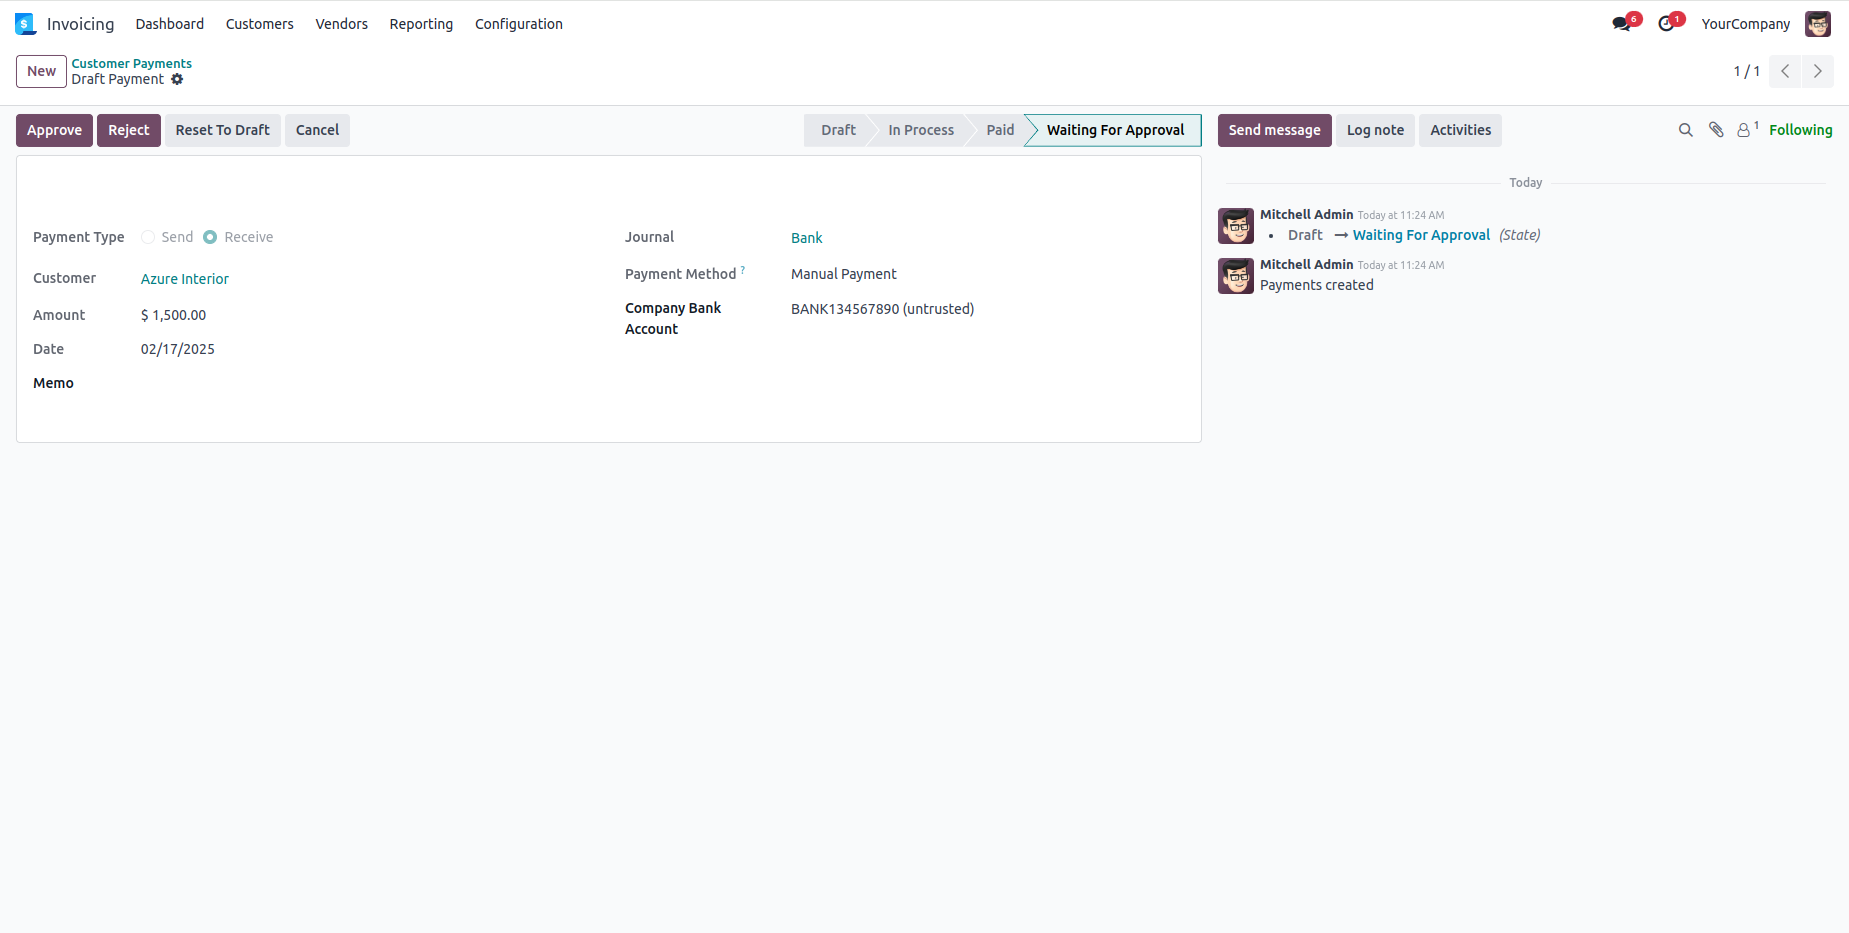 Invoicing Dashboard Customers Vendors Reporting Configuration 6 1 YourCompany
New Customer Payments
Draft Payment 1 / 1
Approve Reject Reset To Draft Cancel Draft In Process Paid Waiting For Approval Send message Log note Activities 1 Following
Today
Payment Type Send Receive
Customer Azure Interior
Amount $ 1,500.00
Date 02/17/2025
Memo
Journal Bank
Payment Method ? Manual Payment
Company Bank Account BANK134567890 (untrusted)
Mitchell Admin Today at 11:24 AM
• Draft → Waiting For Approval (State)
Mitchell Admin Today at 11:24 AM
Payments created